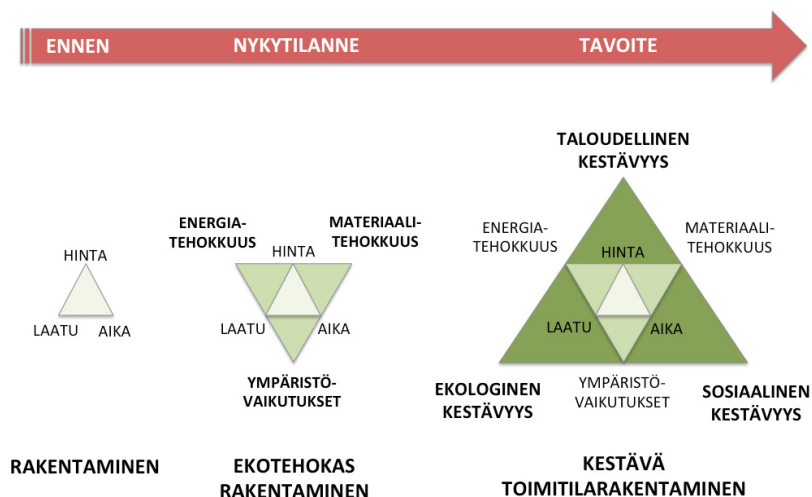 ENNEN NYKYTILANNE TAVOITE
HINTA
LAATU AIKA
RAKENTAMINEN
ENERGIA-
TEHOKKUUS
MATERIAALI-
TEHOKKUUS
HINTA
LAATU AIKA
YMPÄRISTÖ-
VAIKUTUKSET
EKOTEHOKAS
RAKENTAMINEN
TALOUDELLINEN
KESTÄVYYS
ENERGIA-
TEHOKKUUS
MATERIAALI-
TEHOKKUUS
HINTA
LAATU AIKA
EKOLOGINEN
KESTÄVYYS
YMPÄRISTÖ-
VAIKUTUKSET
SOSIAALINEN
KESTÄVYYS
KESTÄVÄ
TOIMITILARAKENTAMINEN